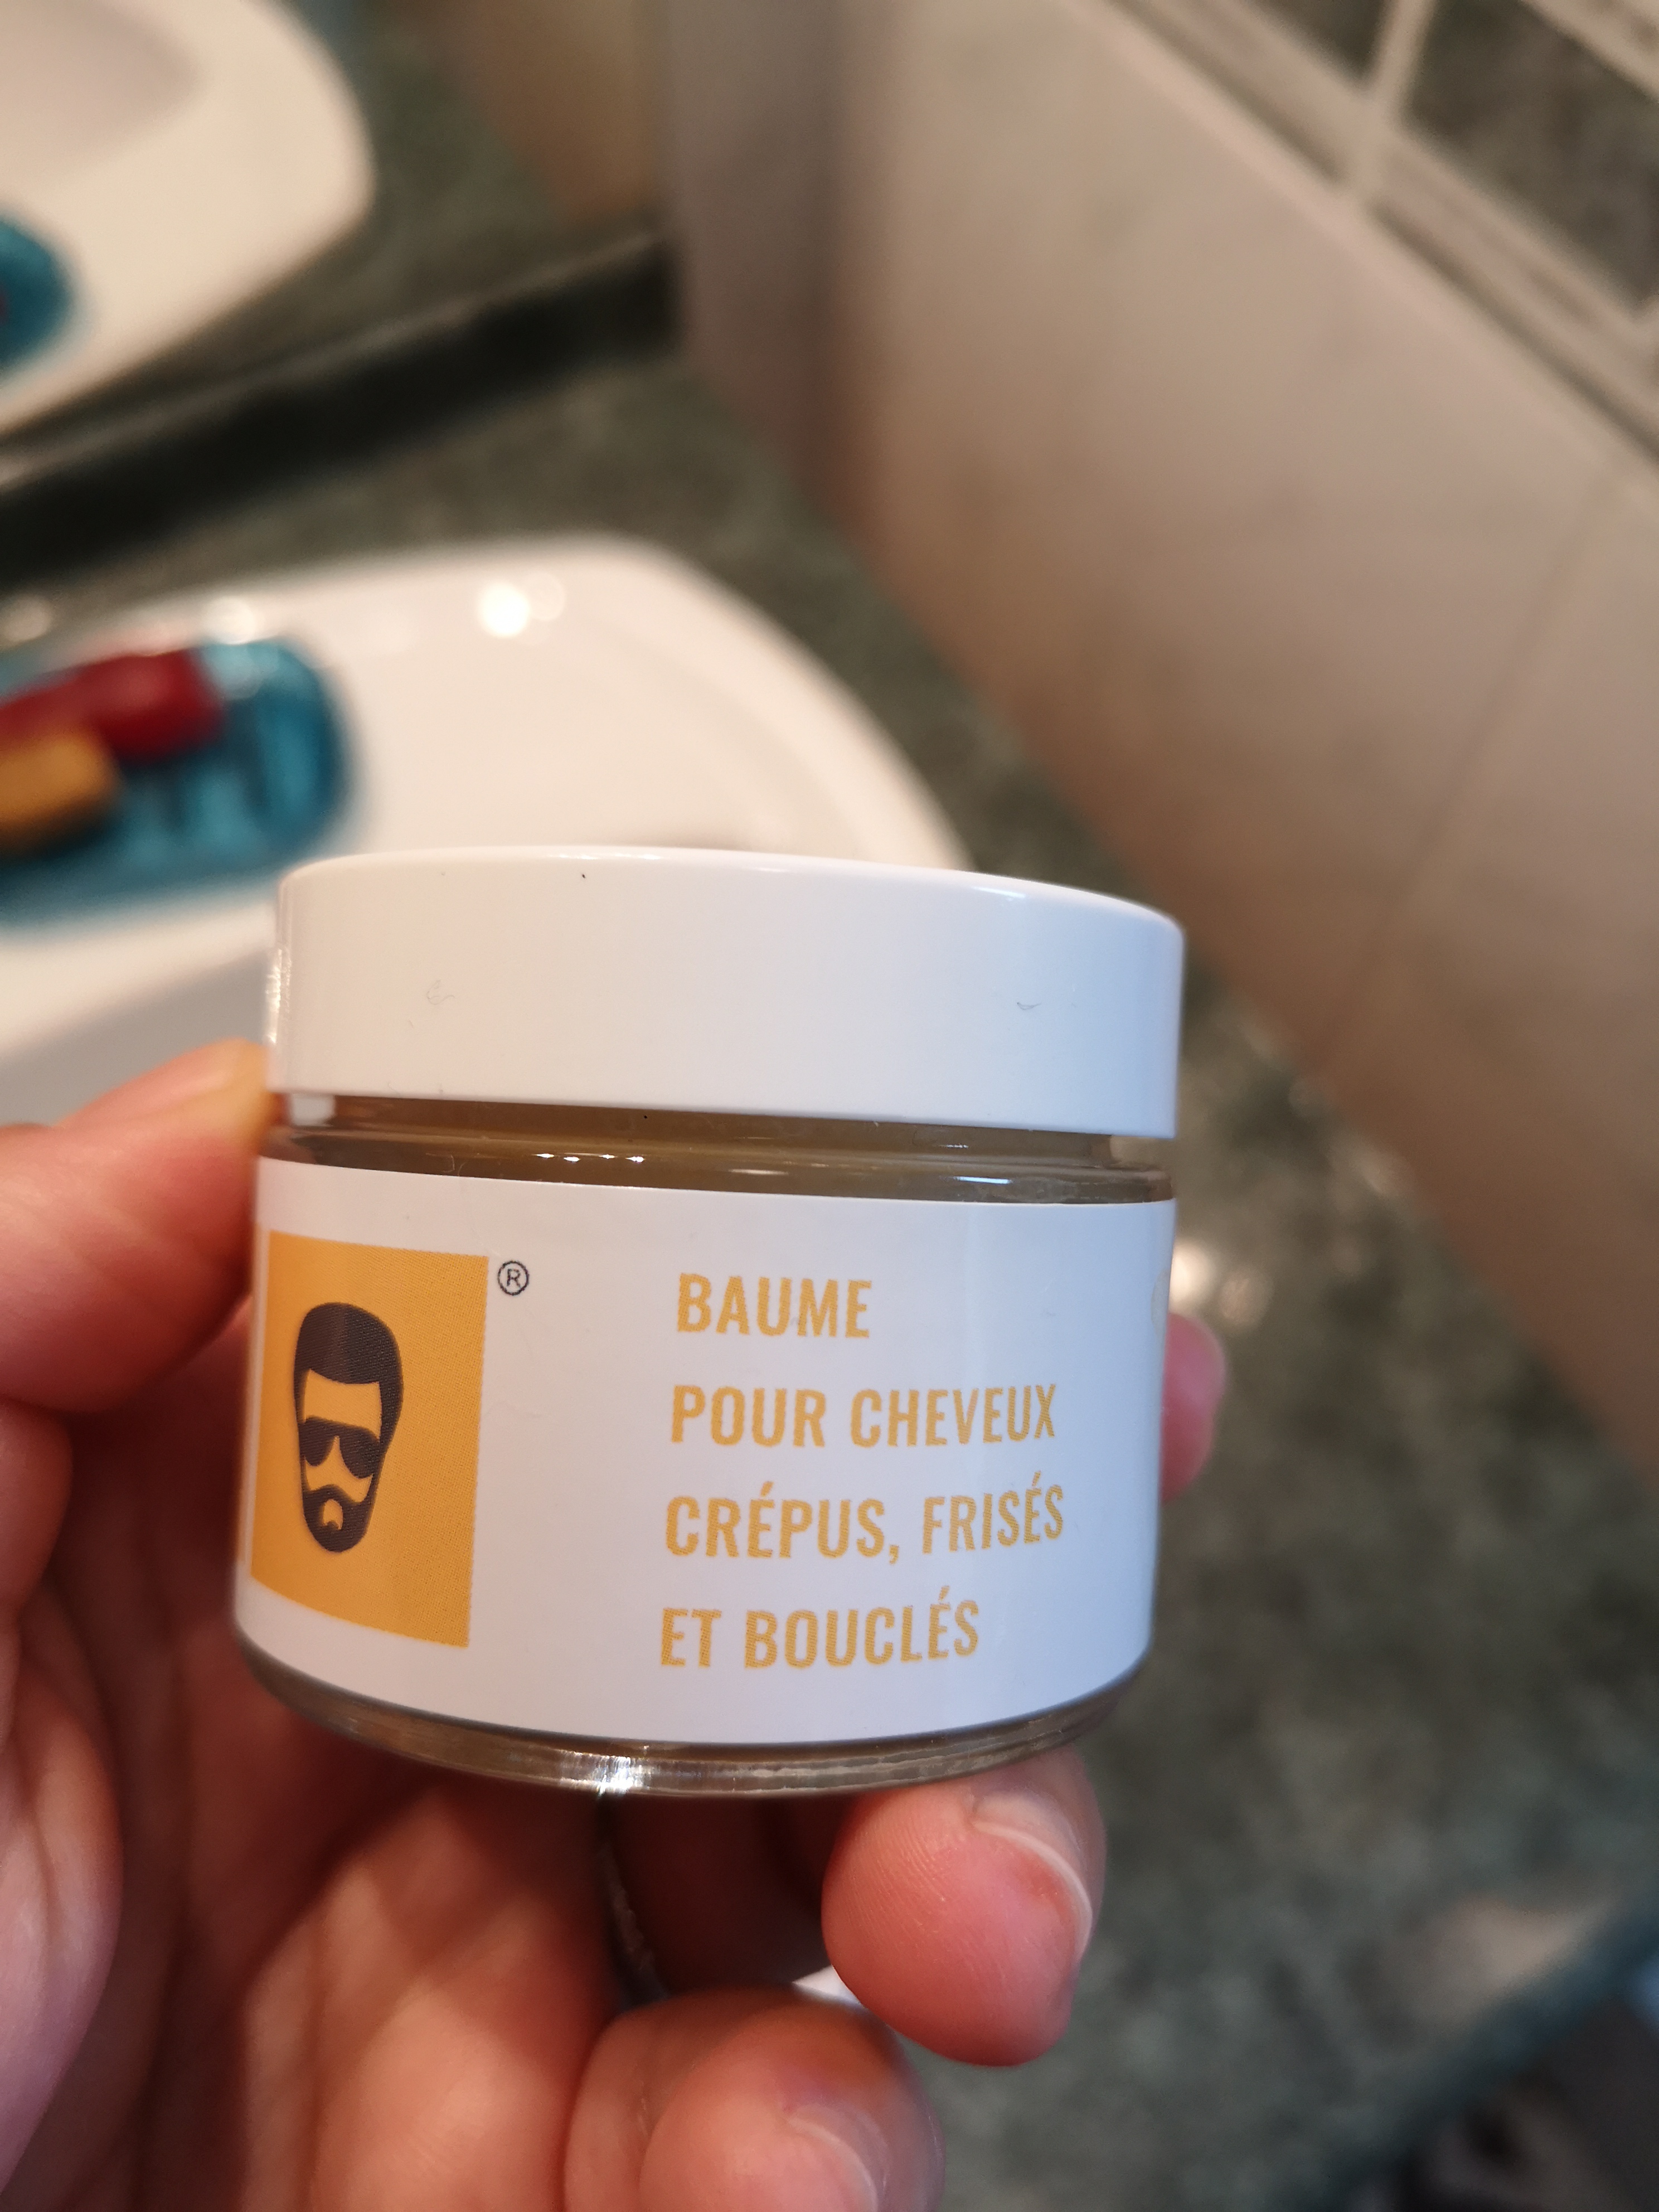 ®
BAUME
POUR CHEVEUX
CRÉPUS, FRISÉS
ET BOUCLÉS